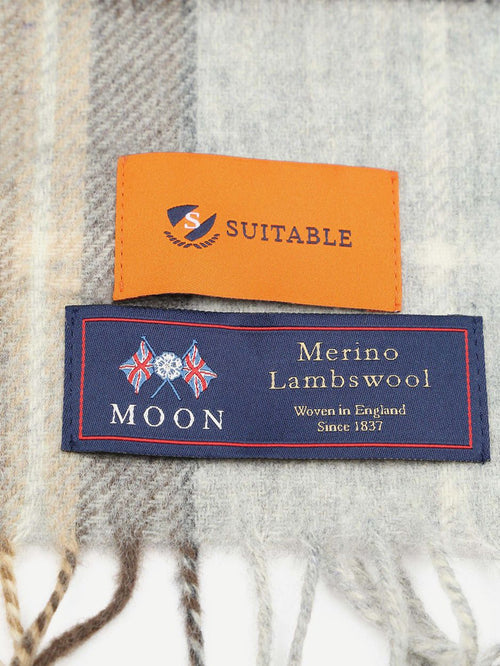 S
SUITABLE
Merino
Lambswool
MOON
Woven in England
Since 1837